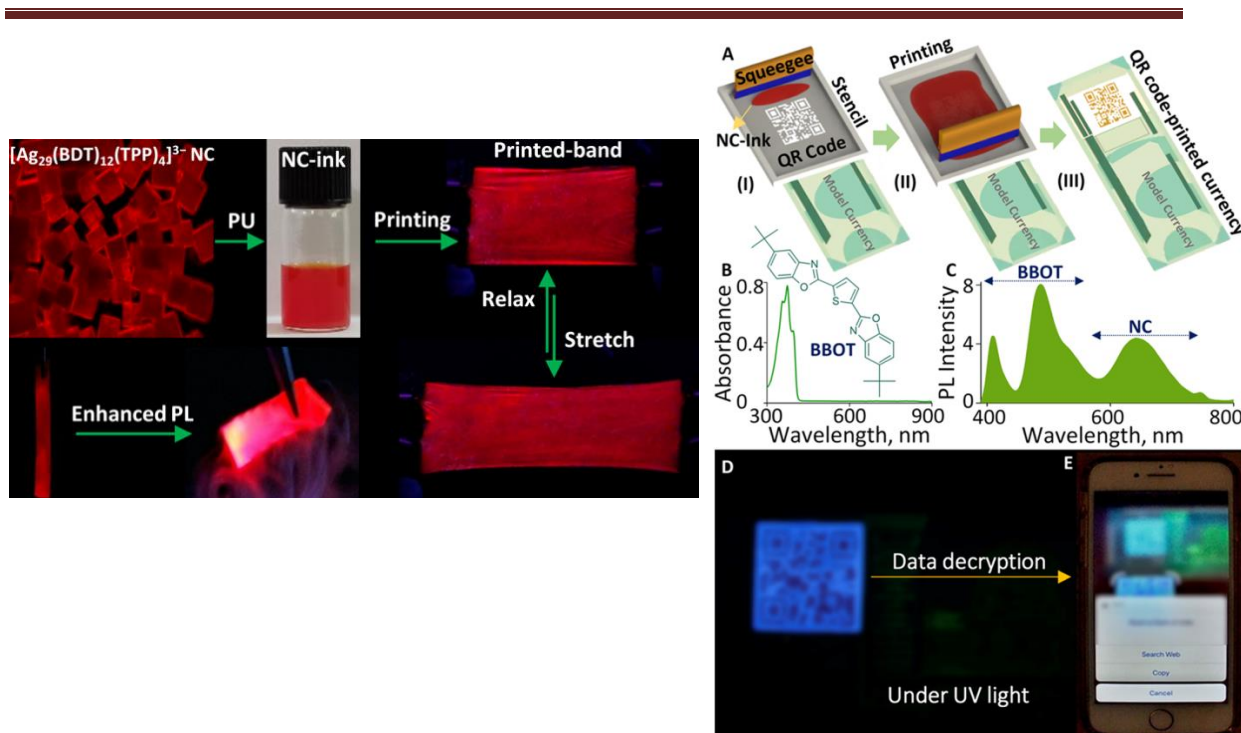 [Ag29(BDT)12(TPP)4]3− NC
NC-ink
Printed-band
PU
Printing
Relax
Stretch
Enhanced PL
A
Squeegee
Stencil
NC-Ink
QR Code
(I)
Model Currency
Printing
(II)
Model Currency
QR code-printed currency
(III)
Model Currency
B
Absorbance
0.8
0.4
0
300
600
900
Wavelength, nm
N
O
S
O
N
BBOT
C
PL Intensity
8
4
0
400
600
800
Wavelength, nm
BBOT
NC
D
Data decryption
Under UV light
E
Search Web
Copy
Cancel